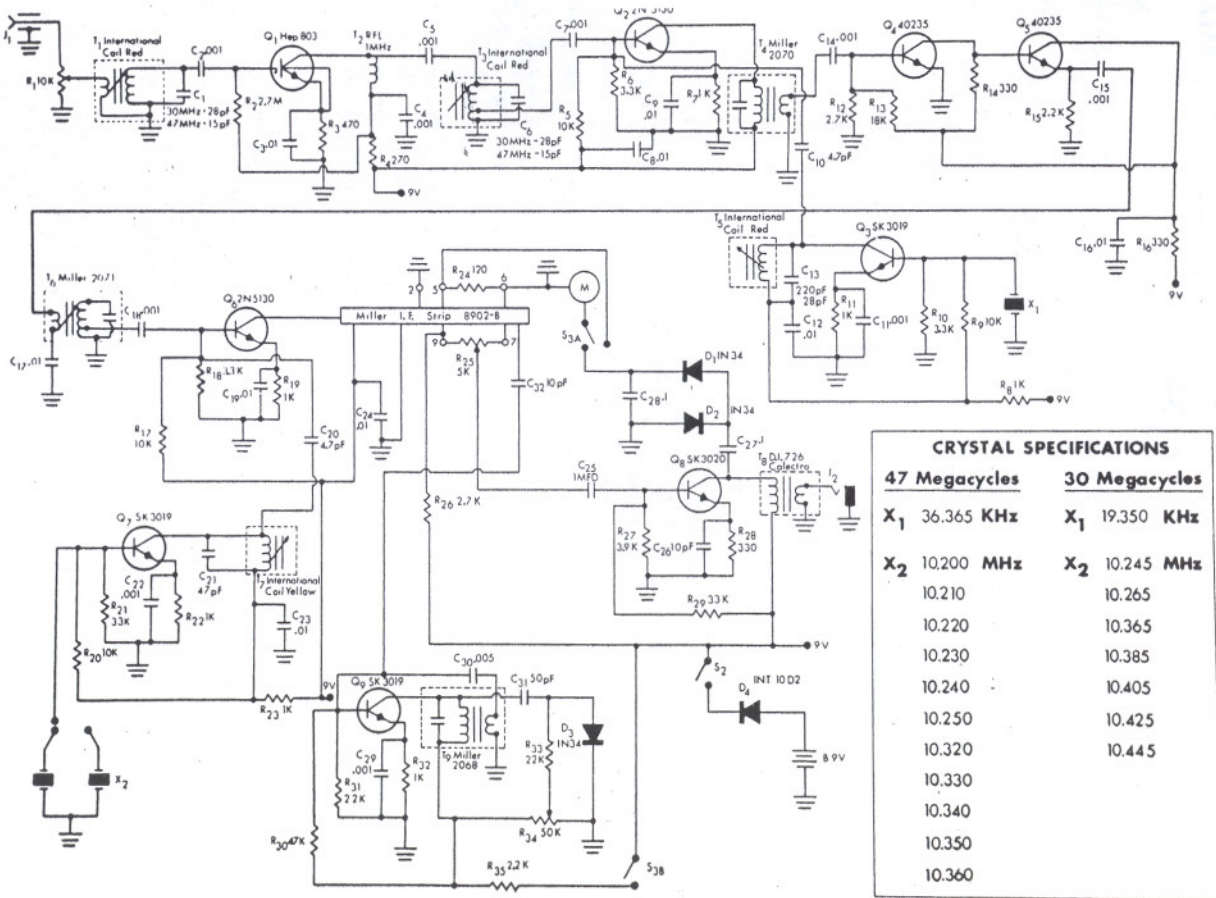 J1
R1 10K
T1 International
Coil Red
C1
30MHz-28pF
47MHz-15pF
C2 .001
Q1 Hep 803
R2 2.7M
C3 .01
R3 470
T2 RFL
1MHz
C4
.001
R4 270
9V
C5
.001
T3 International
Coil Red
C6
30MHz-28pF
47MHz-15pF
C7 .001
Q2 2N5130
R5
10K
R6
3.3K
C8 .01
C9
.01
R7 1K
T4 Miller
2070
C10 4.7pF
C14 .001
Q4 40235
R12
2.7K
R13
18K
R14 330
Q5 40235
R15 2.2K
C15
.001
T5 International
Coil Red
Q3 SK3019
C13
220pF
28pF
C12
.01
R11
1K
C11 .001
R10
3.3K
R9 10K
X1
C16 .01
R16 330
9V
R8 1K
9V
T6 Miller 2071
C17 .01
C18 .001
Q6 2N5130
R17
10K
R18
C19 .01
R19
1K
C20
4.7pF
2
5
R24 120
6
M
Miller I.F. Strip 8902-B
9
7
R25
5K
S3A
C24
.01
C32 10pF
D1 IN34
C28 .1
D2
IN34
C27 .1
R26 2.7K
C25
1MFD
Q8 SK3020
T8 D.I. 726
Calectro
J2
R27
3.9K
C26 10pF
R28
330
R29 33K
9V
Q7 SK3019
C21
47pF
T7 International
Coil Yellow
C22
.001
R21
33K
R22 1K
C23
.01
R20 10K
R23 1K
9V
X2
Q9 SK3019
C30 .005
C31 50pF
T9 Miller
2068
D3
IN34
R33
22K
C29
.001
R32
1K
R31
2.2K
R30 47K
R34 50K
R35 2.2K
S3B
S2
D4
INT 10D2
B 9V
CRYSTAL SPECIFICATIONS
47 Megacycles 30 Megacycles
X1 36.365 KHz X1 19.350 KHz
X2 10.200 MHz X2 10.245 MHz
10.210 10.265
10.220 10.365
10.230 10.385
10.240 10.405
10.250 10.425
10.320 10.445
10.330
10.340
10.350
10.360